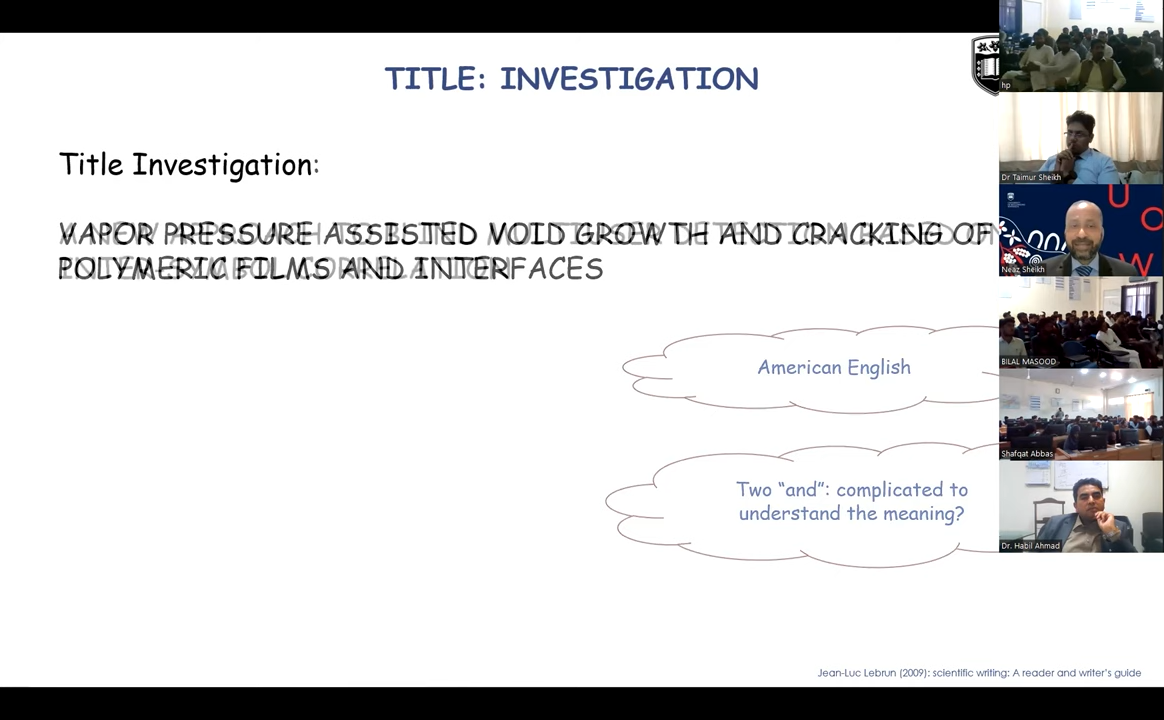 TITLE: INVESTIGATION
Title Investigation:
VAPOR PRESSURE ASSISTED VOID GROWTH AND CRACKING OF
POLYMERIC FILMS AND INTERFACES
American English
Two “and”: complicated to
understand the meaning?
Jean-Luc Lebrun (2009): scientific writing: A reader and writer's guide
hp
Dr Taimur Sheikh
U
O
W
Neaz Sheikh
BILAL MASOOD
Shafqat Abbas
Dr. Habil Ahmad